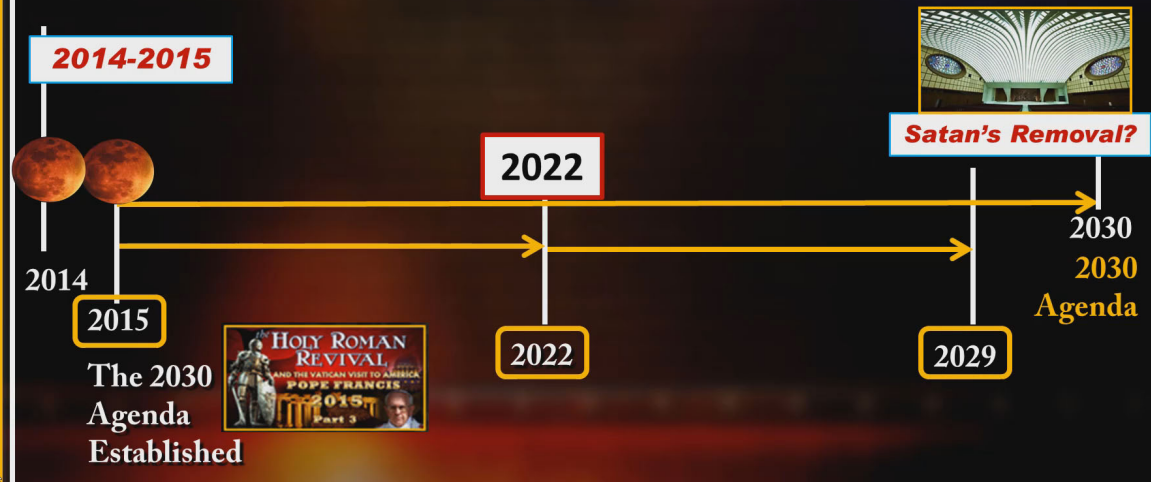 2014-2015
Satan's Removal?
2022
2014
2015
2022
2029
2030
2030
Agenda
The 2030
Agenda
Established
the HOLY ROMAN
REVIVAL
AND THE VATICAN VISIT TO AMERICA
POPE FRANCIS
2015
Part 3